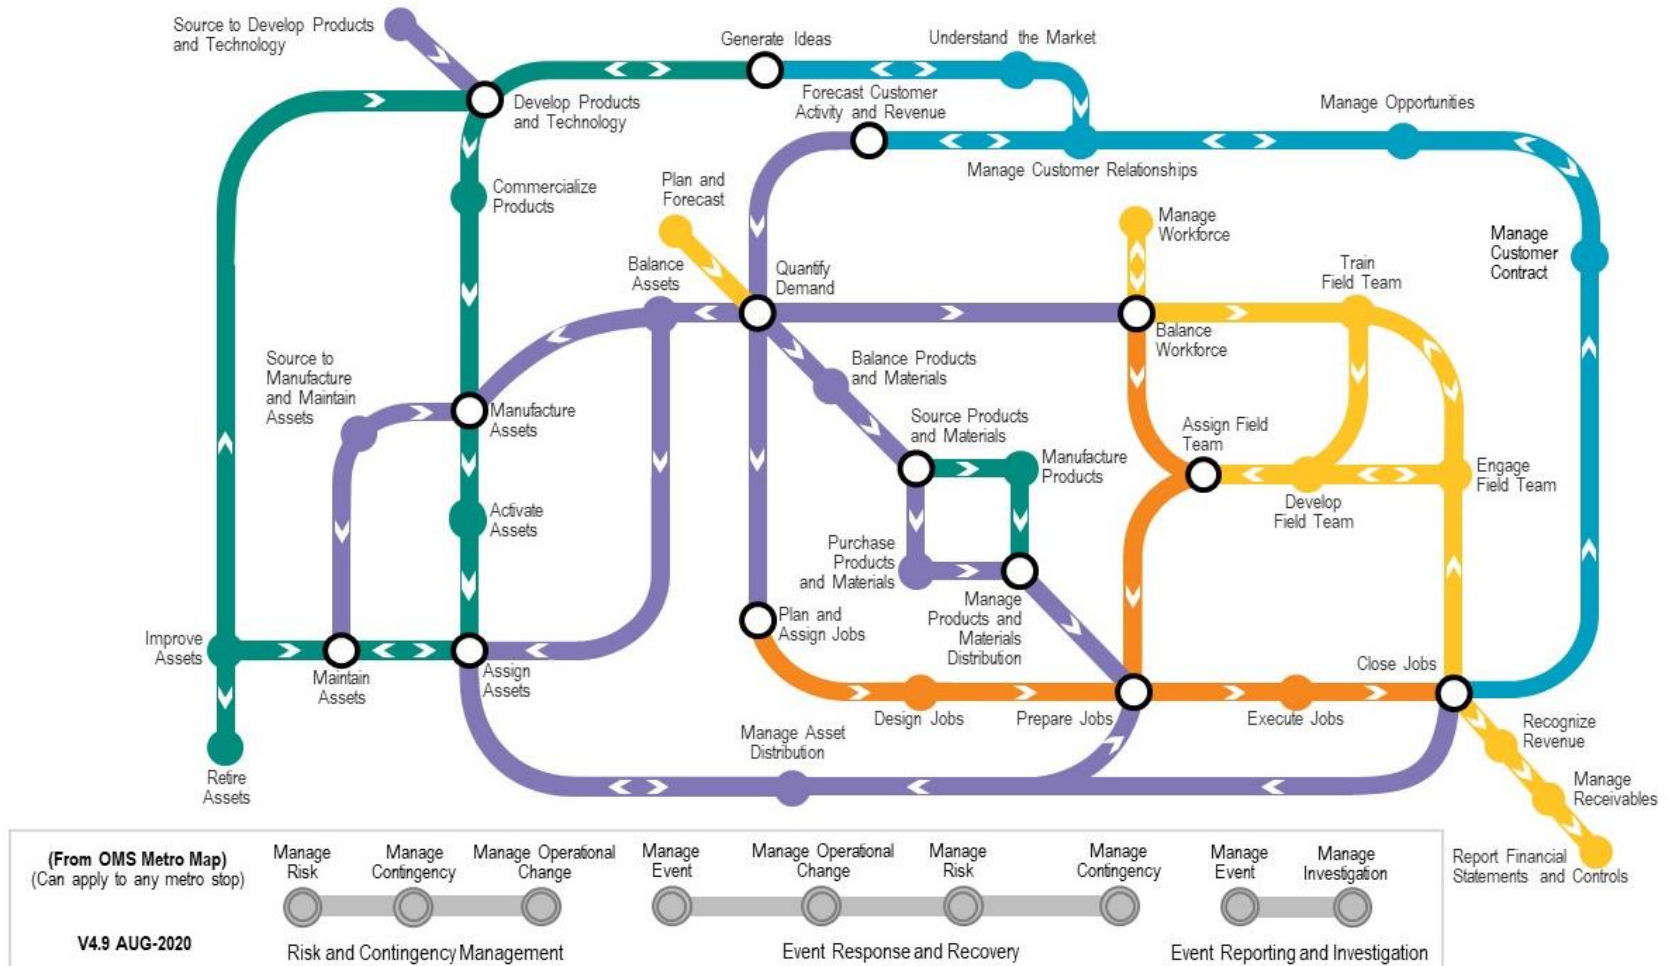 Source to Develop Products
and Technology
Generate Ideas
Understand the Market
Develop Products
and Technology
Forecast Customer
Activity and Revenue
Manage Opportunities
Manage Customer Relationships
Commercialize
Products
Plan and
Forecast
Manage
Workforce
Manage
Customer
Contract
Balance
Assets
Quantify
Demand
Train
Field Team
Balance
Workforce
Source to
Manufacture
and Maintain
Assets
Balance Products
and Materials
Manufacture
Assets
Source Products
and Materials
Assign Field
Team
Manufacture
Products
Engage
Field Team
Develop
Field Team
Activate
Assets
Purchase
Products
and Materials
Manage
Products and
Materials
Distribution
Plan and
Assign Jobs
Improve
Assets
Maintain
Assets
Assign
Assets
Close Jobs
Design Jobs
Prepare Jobs
Execute Jobs
Manage Asset
Distribution
Recognize
Revenue
Retire
Assets
Manage
Receivables
Report Financial
Statements and Controls
(From OMS Metro Map)
(Can apply to any metro stop)
V4.9 AUG-2020
Manage
Risk
Manage
Contingency
Manage Operational
Change
Risk and Contingency Management
Manage
Event
Manage Operational
Change
Manage
Risk
Manage
Contingency
Event Response and Recovery
Manage
Event
Manage
Investigation
Event Reporting and Investigation